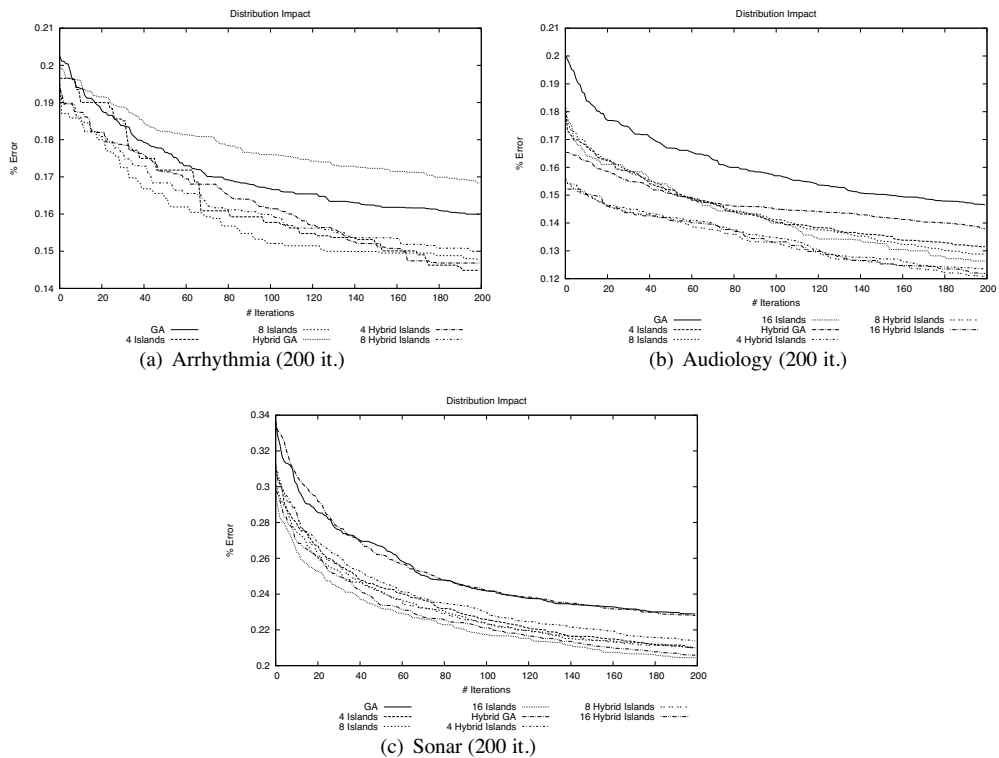 Distribution Impact
0.21
0.2
0.19
0.18
0.17
0.16
0.15
0.14
% Error
0 20 40 60 80 100 120 140 160 180 200
# Iterations
GA 8 Islands 4 Hybrid Islands
4 Islands Hybrid GA 8 Hybrid Islands
(a) Arrhythmia (200 it.)
Distribution Impact
0.21
0.2
0.19
0.18
0.17
0.16
0.15
0.14
0.13
0.12
% Error
0 20 40 60 80 100 120 140 160 180 200
# Iterations
GA 16 Islands 8 Hybrid Islands
4 Islands Hybrid GA 16 Hybrid Islands
8 Islands 4 Hybrid Islands
(b) Audiology (200 it.)
Distribution Impact
0.34
0.32
0.3
0.28
0.26
0.24
0.22
0.2
% Error
0 20 40 60 80 100 120 140 160 180 200
# Iterations
GA 16 Islands 8 Hybrid Islands
4 Islands Hybrid GA 16 Hybrid Islands
8 Islands 4 Hybrid Islands
(c) Sonar (200 it.)